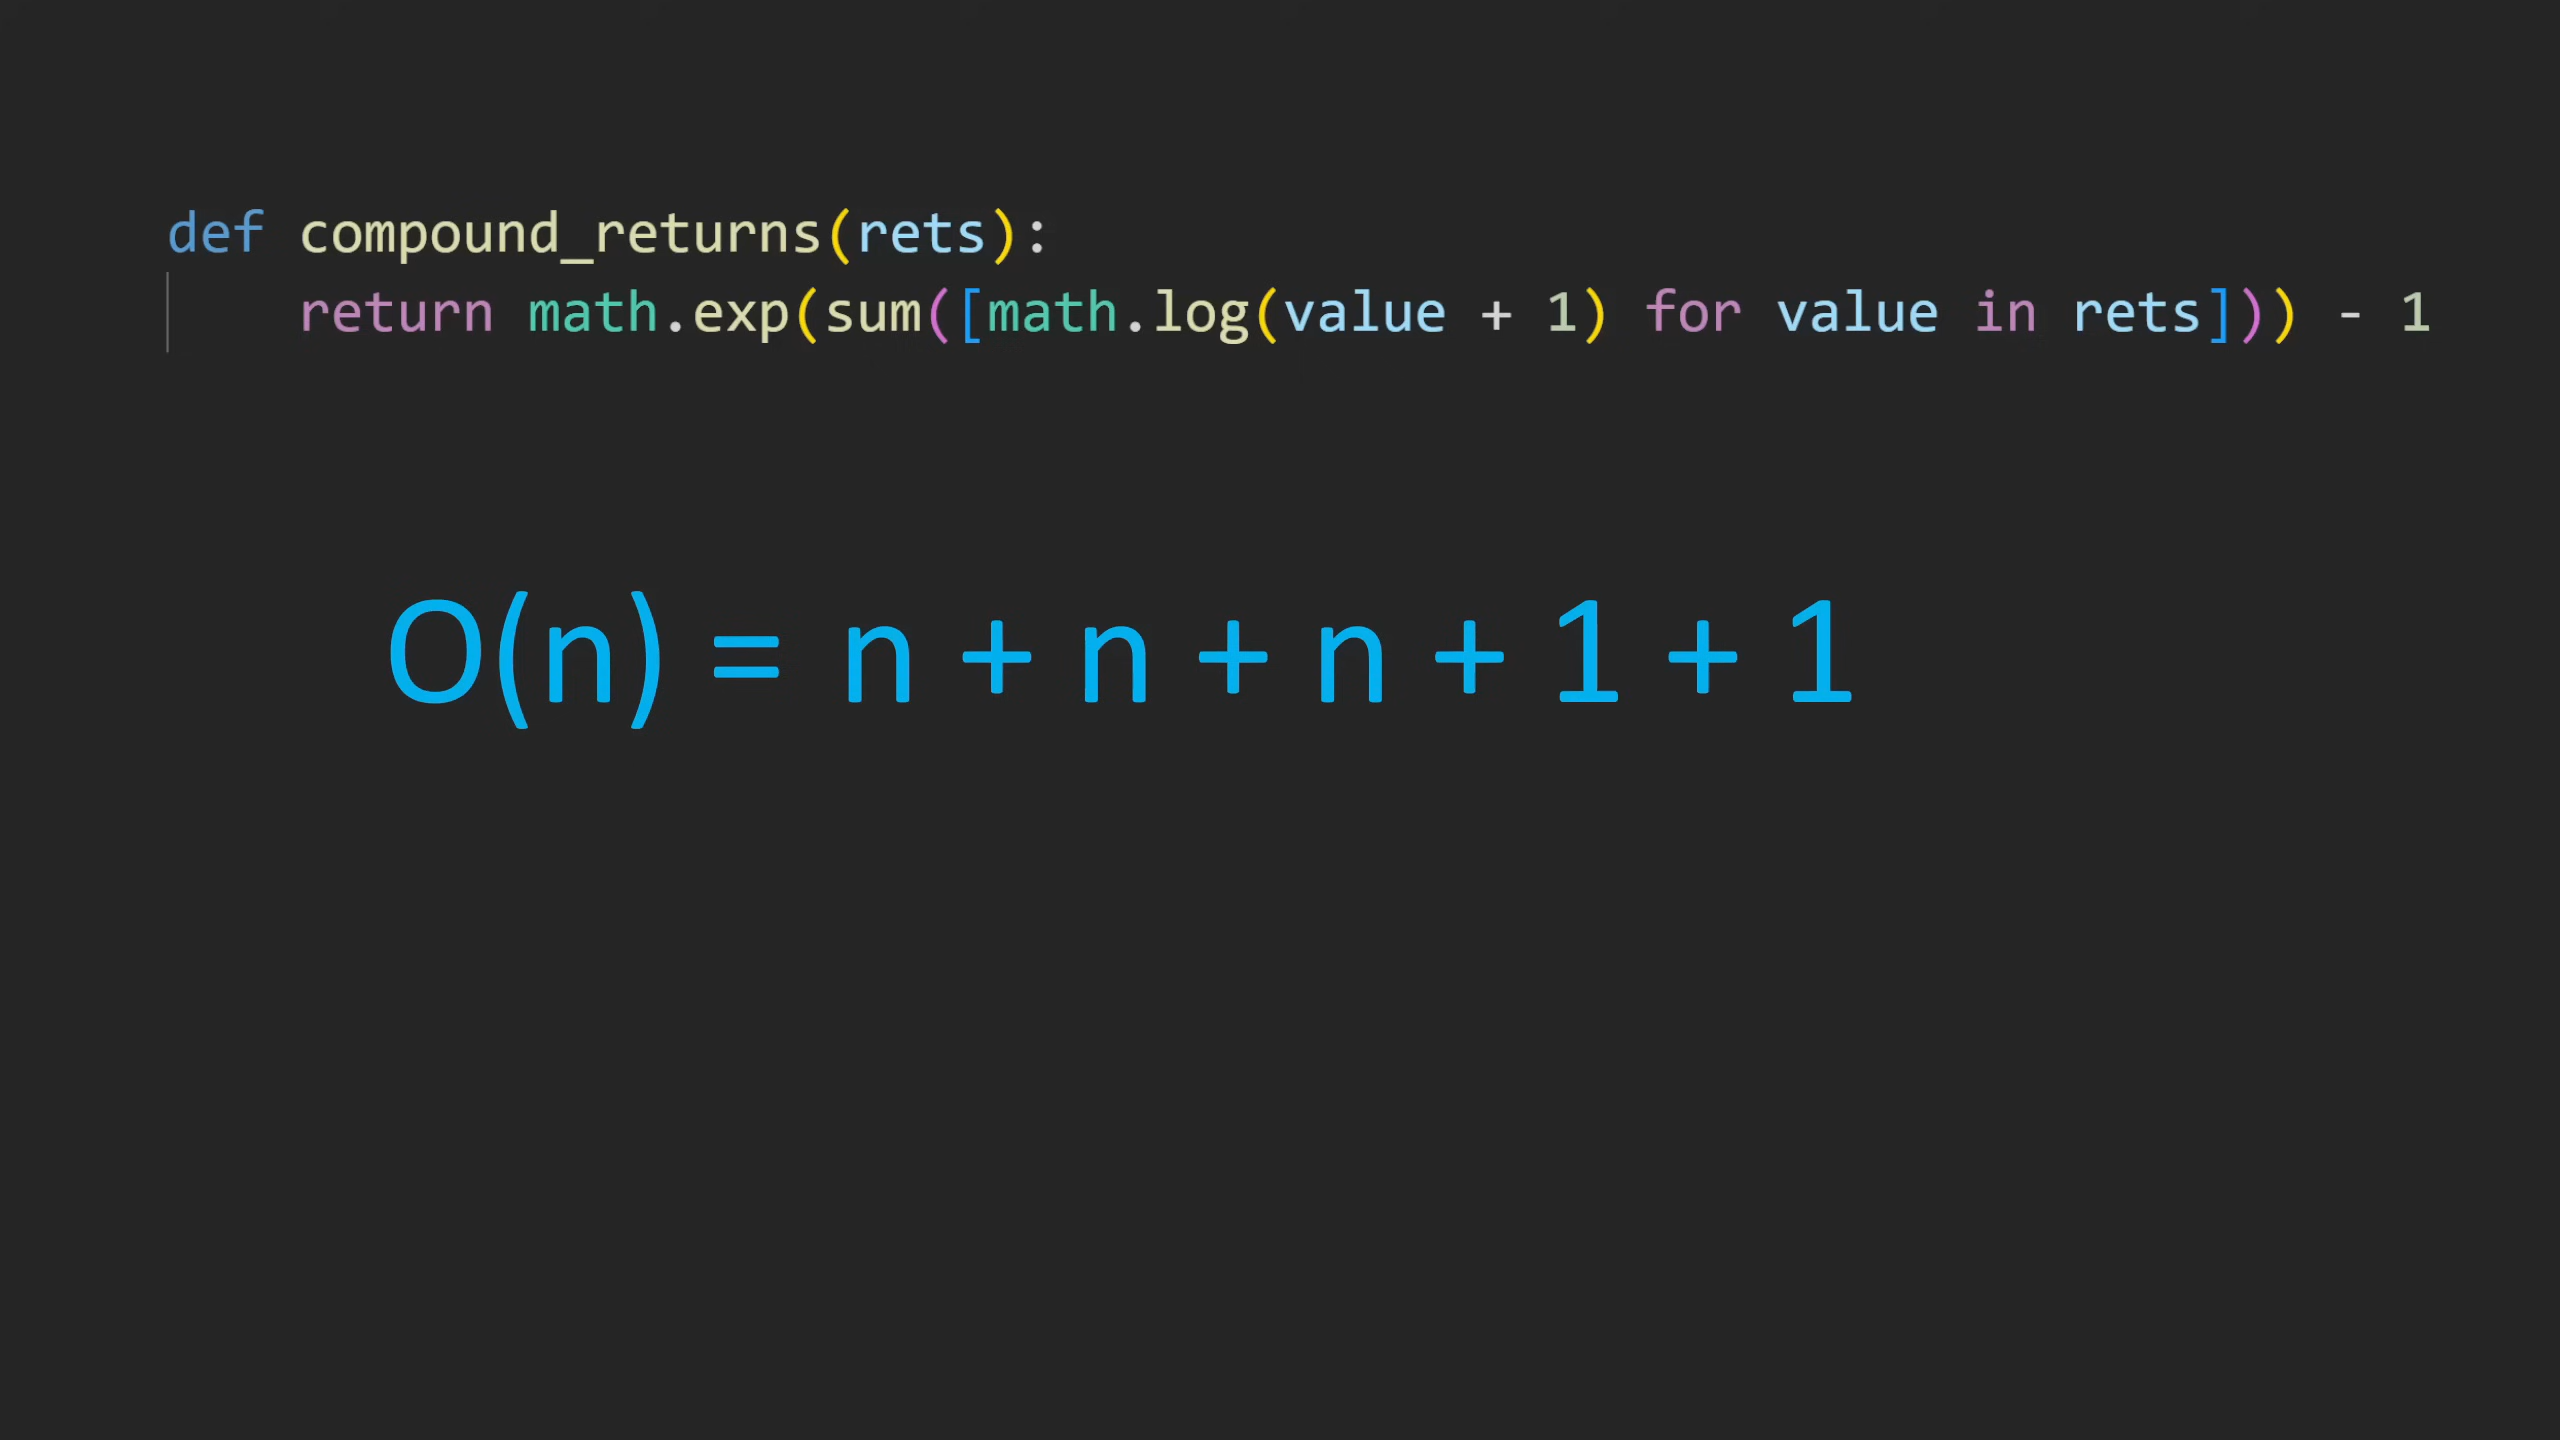 def compound_returns(rets):
return math.exp(sum([math.log(value + 1) for value in rets])) - 1
O(n) = n + n + n + 1 + 1